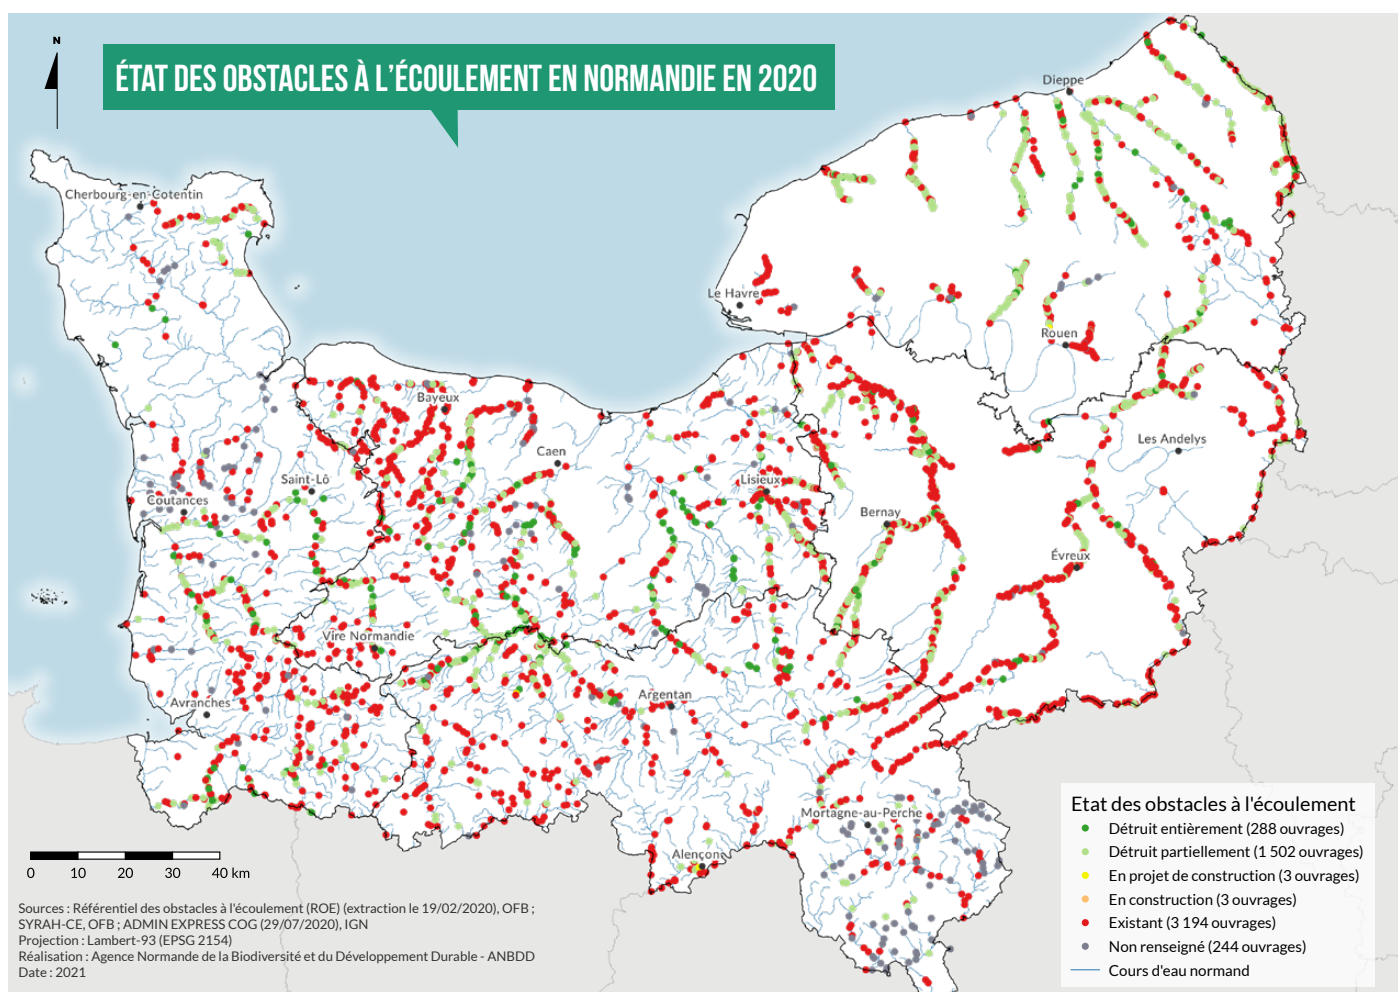 N
ÉTAT DES OBSTACLES À L'ÉCOULEMENT EN NORMANDIE EN 2020
Dieppe
Cherbourg-en-Cotentin
Le Havre
Rouen
Bayeux
Les Andelys
Caen
Saint-Lô
Lisieux
Coutances
Bernay
Évreux
Vire Normandie
Argentan
Avranches
Mortagne-au-Perche
Alençon
0 10 20 30 40 km
Sources : Référentiel des obstacles à l'écoulement (ROE) (extraction le 19/02/2020), OFB ;
SYRAH-CE, OFB ; ADMIN EXPRESS COG (29/07/2020), IGN
Projection : Lambert-93 (EPSG 2154)
Réalisation : Agence Normande de la Biodiversité et du Développement Durable - ANBDD
Date : 2021
Etat des obstacles à l'écoulement
Détruit entièrement (288 ouvrages)
Détruit partiellement (1 502 ouvrages)
En projet de construction (3 ouvrages)
En construction (3 ouvrages)
Existant (3 194 ouvrages)
Non renseigné (244 ouvrages)
Cours d'eau normand